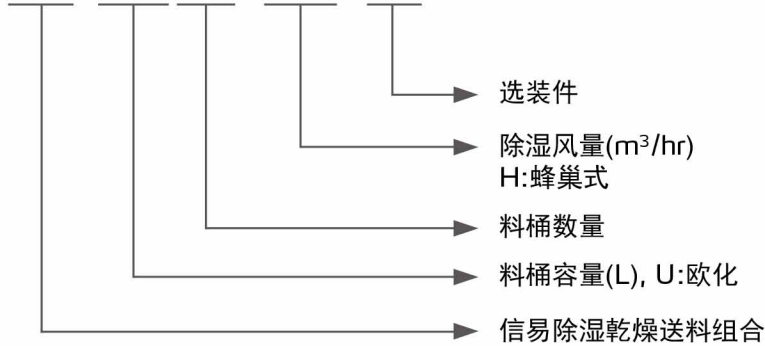 选装件
除湿风量(m³/hr)
H:蜂巢式
料桶数量
料桶容量(L), U:欧化
信易除湿乾燥送料组合